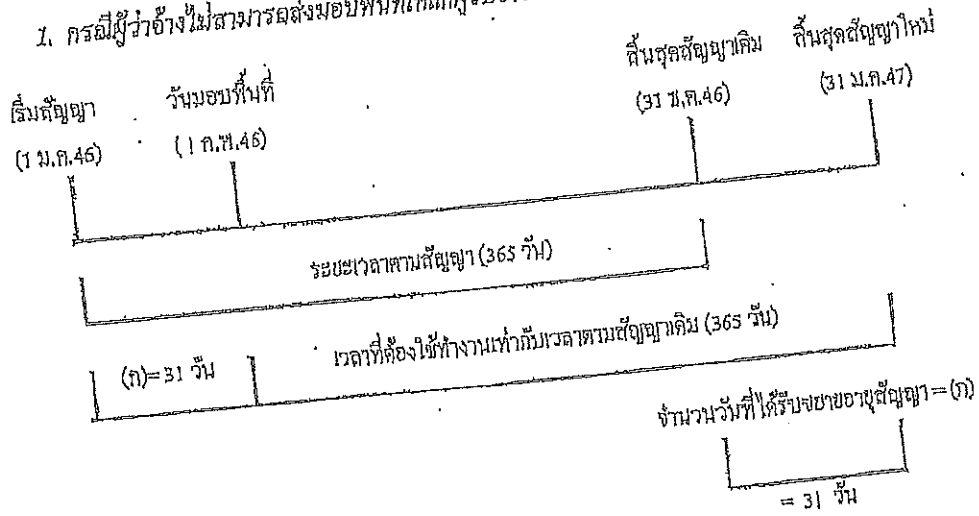 1. กรณีผู้ว่าจ้างไม่สามารถส่งมอบพื้นที่ให้แก่
เริ่มสัญญา วันมอบพื้นที่ สิ้นสุดสัญญาเดิม สิ้นสุดสัญญาใหม่
(1 ม.ค.46) (1 ก.พ.46) (31 ธ.ค.46) (31 ม.ค.47)
ระยะเวลาตามสัญญา (365 วัน)
(ก)=31 วัน เวลาที่ต้องใช้ทำงานเท่ากับเวลาตามสัญญาเดิม (365 วัน)
จำนวนวันที่ได้รับขยายอายุสัญญา=(ก)
= 31 วัน